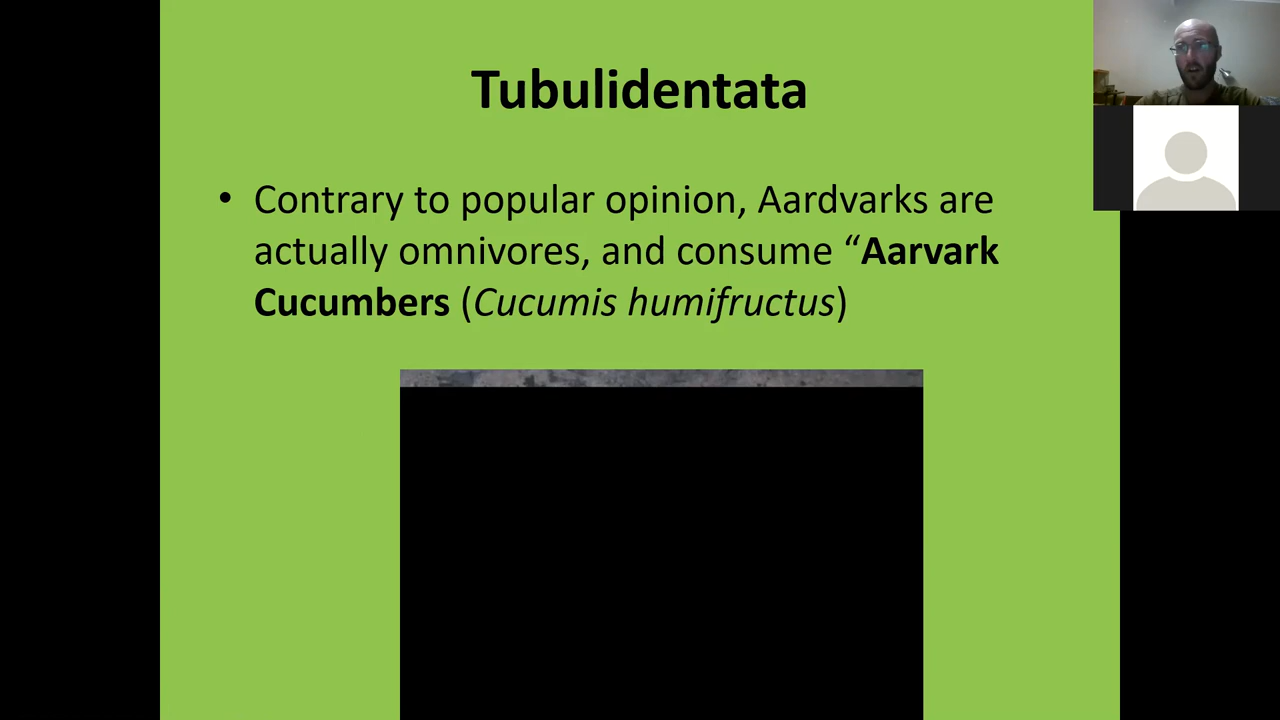 Tubulidentata
• Contrary to popular opinion, Aardvarks are
actually omnivores, and consume “Aarvark
Cucumbers (Cucumis humifructus)